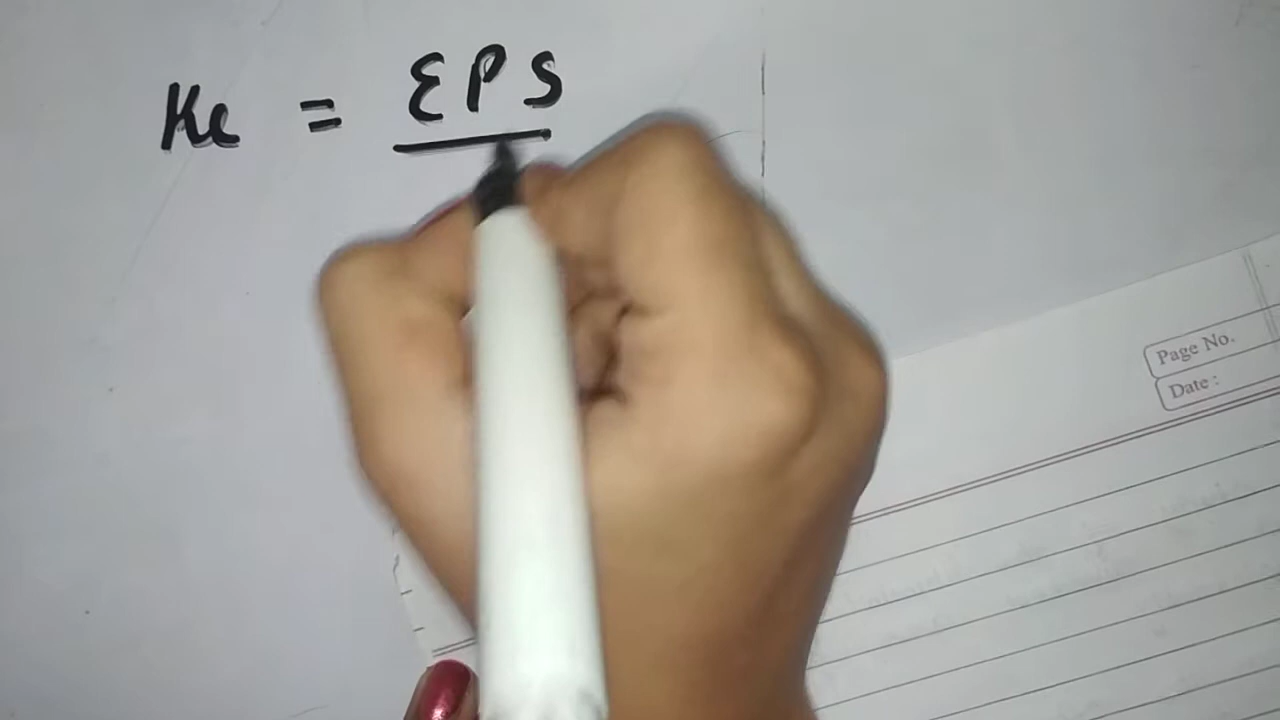 Ke = EPS
Page No.
Date :